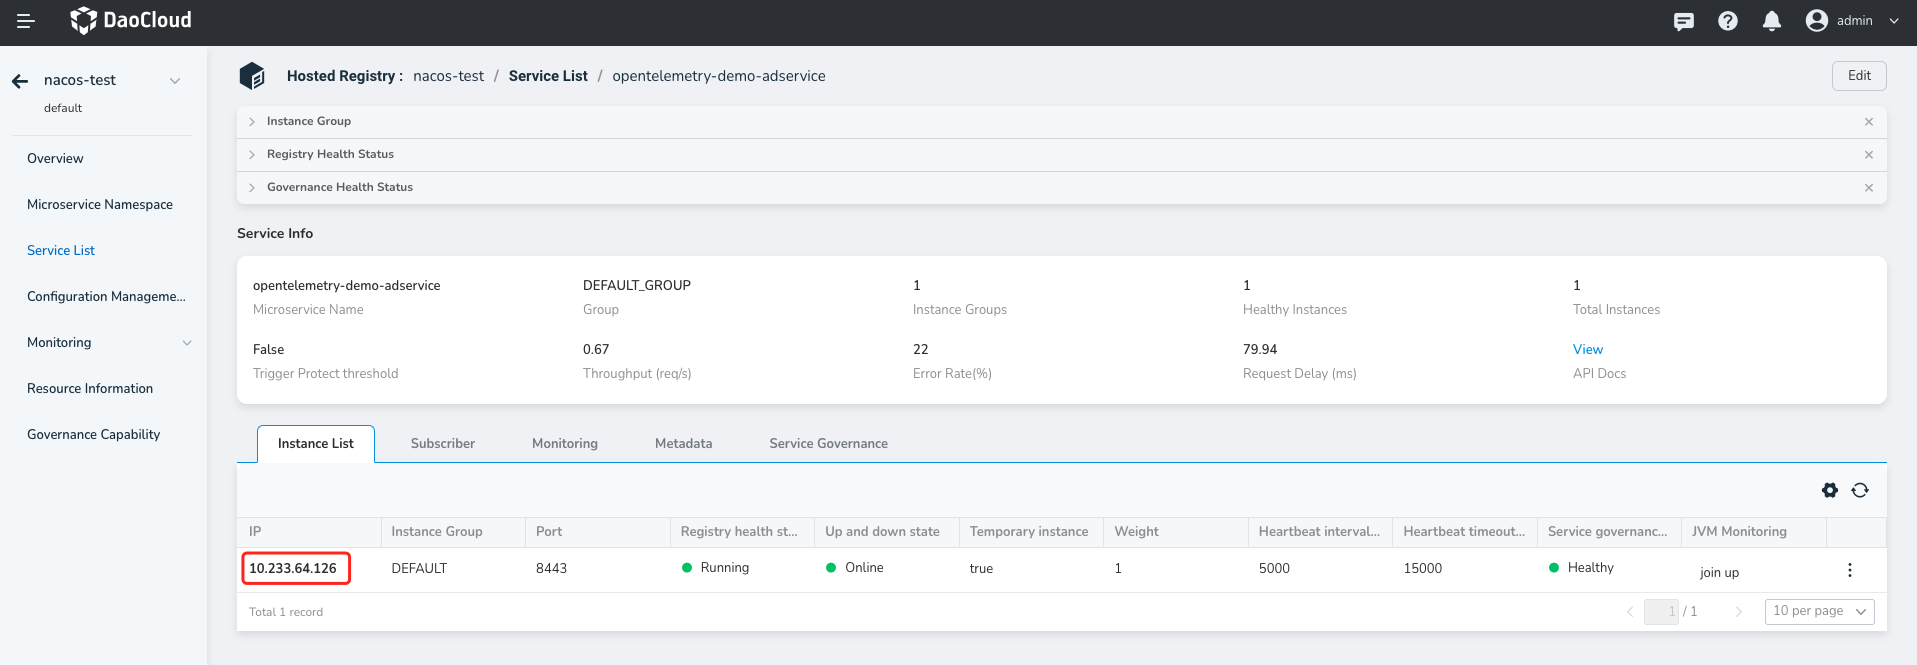 DaoCloud
admin
nacos-test
default
Overview
Microservice Namespace
Service List
Configuration Manageme...
Monitoring
Resource Information
Governance Capability
Hosted Registry : nacos-test / Service List / opentelemetry-demo-adservice
Edit
Instance Group
Registry Health Status
Governance Health Status
Service Info
opentelemetry-demo-adservice DEFAULT_GROUP 1 1 1
Microservice Name Group Instance Groups Healthy Instances Total Instances
False 0.67 22 79.94 View
Trigger Protect threshold Throughput (req/s) Error Rate(%) Request Delay (ms) API Docs
Instance List Subscriber Monitoring Metadata Service Governance
IP Instance Group Port Registry health st... Up and down state Temporary instance Weight Heartbeat interval... Heartbeat timeout... Service governanc... JVM Monitoring
10.233.64.126 DEFAULT 8443 Running Online true 1 5000 15000 Healthy join up
Total 1 record 1 / 1 10 per page